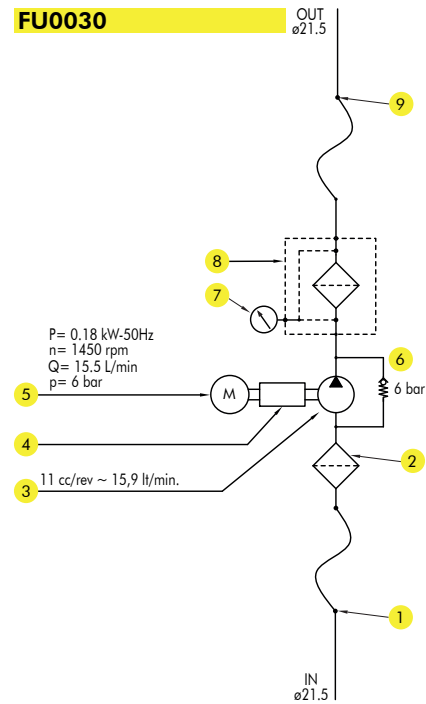 FU0030
OUT
ø21.5
9
8
7
P= 0.18 kW-50Hz
n= 1450 rpm
Q= 15.5 L/min
p= 6 bar
6
6 bar
5
M
4
2
3
11 cc/rev ~ 15,9 lt/min.
1
IN
ø21.5